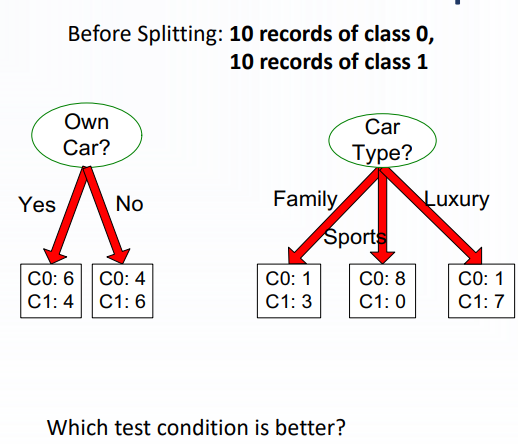 Before Splitting: 10 records of class 0,
10 records of class 1
Own
Car?
Yes
No
C0: 6
C1: 4
C0: 4
C1: 6
Car
Type?
Family
Sports
Luxury
C0: 1
C1: 3
C0: 8
C1: 0
C0: 1
C1: 7
Which test condition is better?